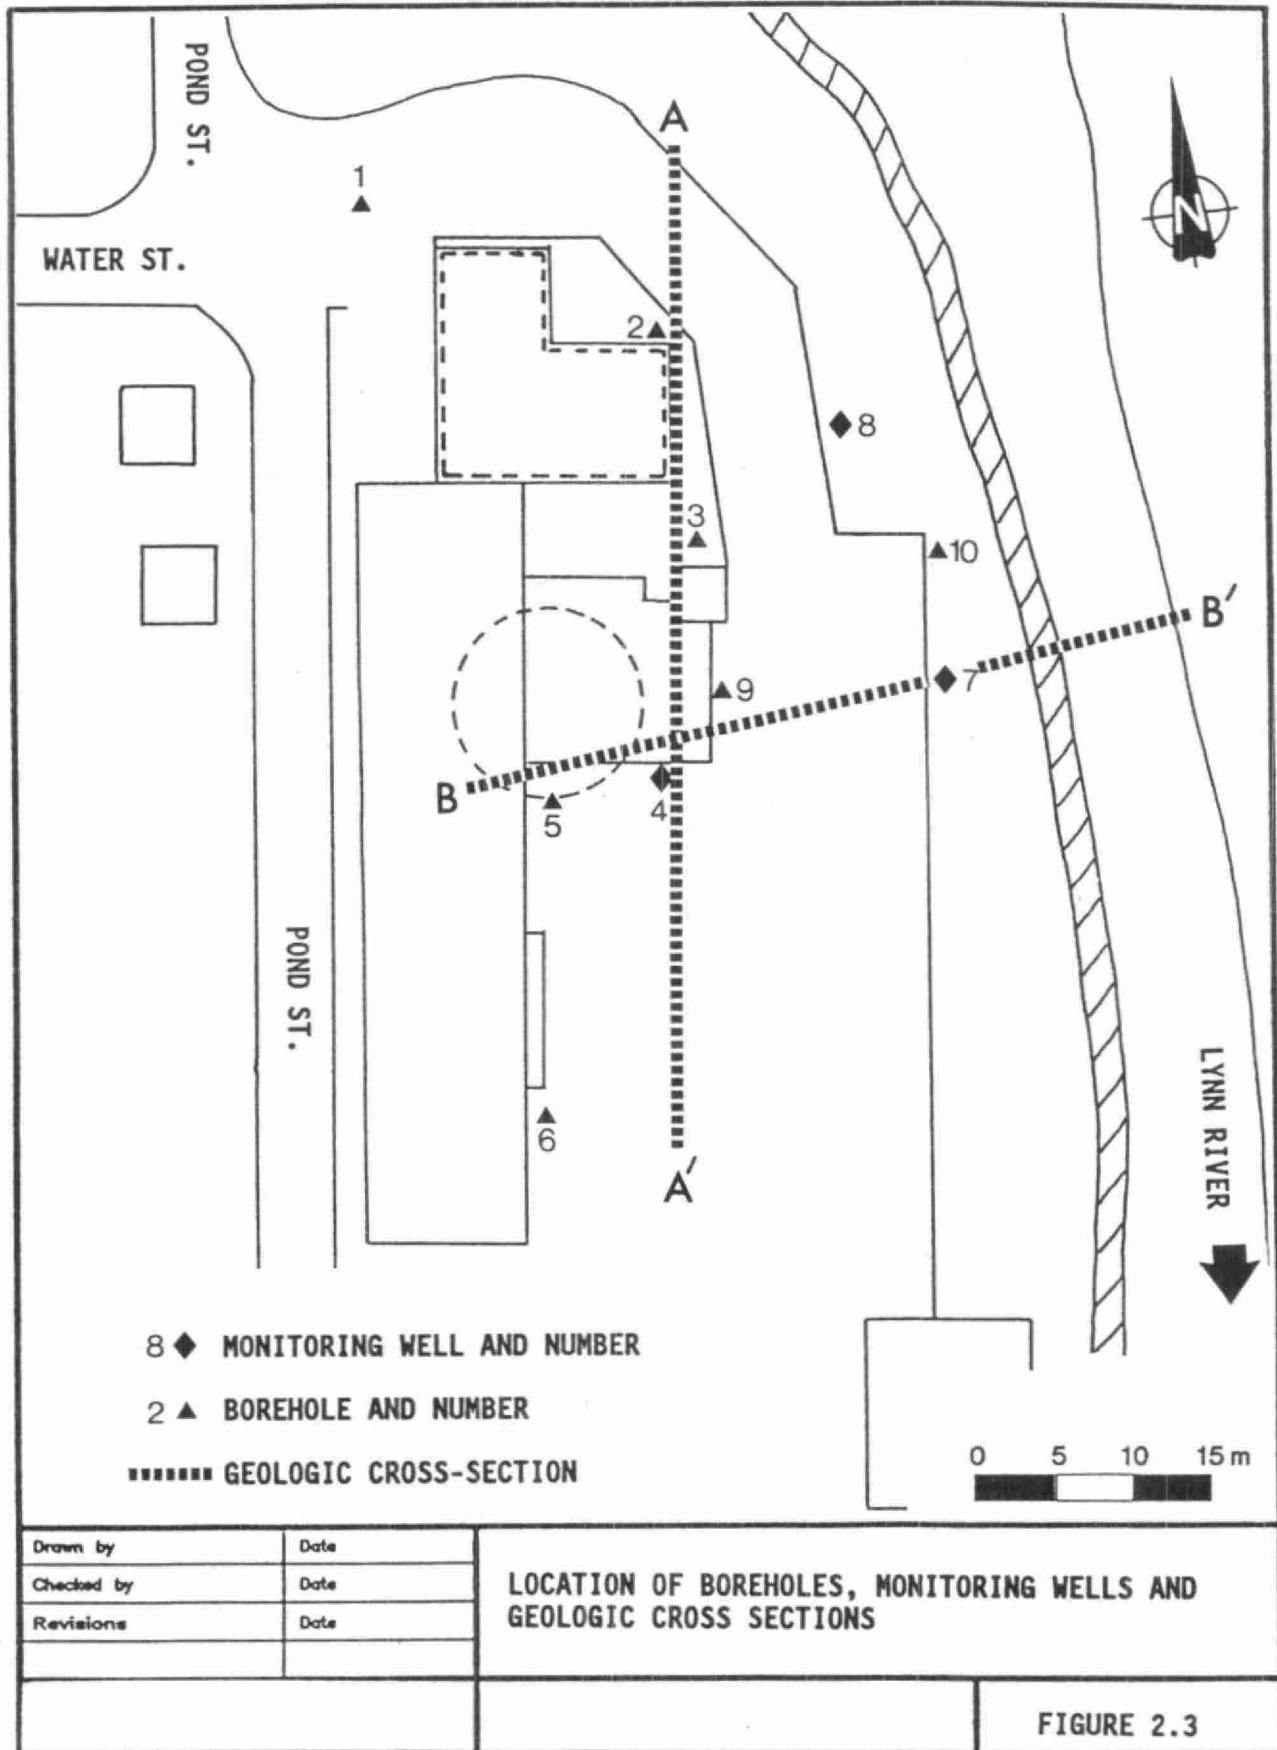 POND ST.
A
N
1
WATER ST.
2
8
3
10
B′
9
7
B
4
5
POND ST.
6
A′
LYNN RIVER
8 MONITORING WELL AND NUMBER
2 BOREHOLE AND NUMBER
GEOLOGIC CROSS-SECTION
0 5 10 15 m
Drawn by Date
Checked by Date
Revisions Date
LOCATION OF BOREHOLES, MONITORING WELLS AND
GEOLOGIC CROSS SECTIONS
FIGURE 2.3